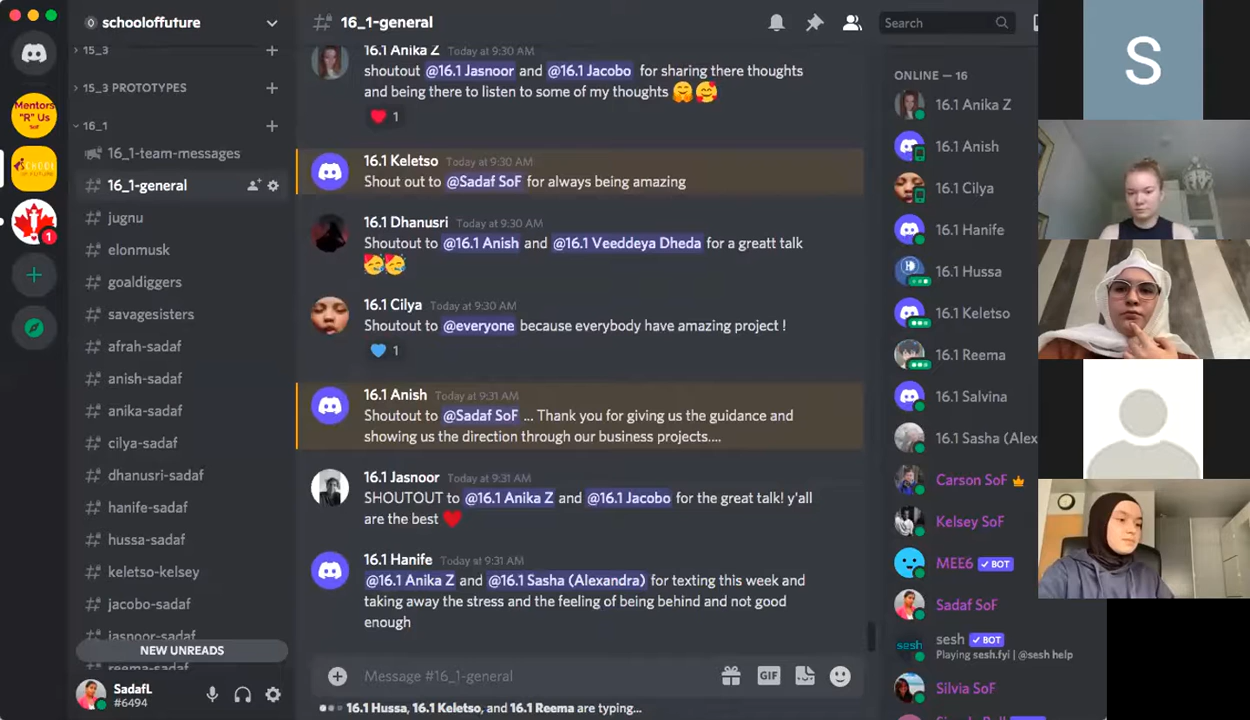 schooloffuture
15_3
15_3 PROTOTYPES
16_1
16_1-team-messages
16_1-general
jugnu
elonmusk
goaldiggers
savagesisters
afrah-sadaf
anish-sadaf
anika-sadaf
cilya-sadaf
dhanusri-sadaf
hanife-sadaf
hussa-sadaf
keletso-kelsey
jacobo-sadaf
jasnoor-sadaf
NEW UNREADS
reema-sadaf
SadafL
#6494
Mentors
"R" Us
SoF
SCHOOL
OF FUTURE
1
16_1-general
Search
16.1 Anika Z Today at 9:30 AM
shoutout @16.1 Jasnoor and @16.1 Jacobo for sharing there thoughts
and being there to listen to some of my thoughts 🤗🥰
❤️ 1
16.1 Keletso Today at 9:30 AM
Shout out to @Sadaf SoF for always being amazing
16.1 Dhanusri Today at 9:30 AM
Shoutout to @16.1 Anish and @16.1 Veeddeya Dheda for a greatt talk
🥳🥳
16.1 Cilya Today at 9:30 AM
Shoutout to @everyone because everybody have amazing project !
💙 1
16.1 Anish Today at 9:31 AM
Shoutout to @Sadaf SoF ... Thank you for giving us the guidance and
showing us the direction through our business projects....
16.1 Jasnoor Today at 9:31 AM
SHOUTOUT to @16.1 Anika Z and @16.1 Jacobo for the great talk! y'all
are the best ❤️
16.1 Hanife Today at 9:31 AM
@16.1 Anika Z and @16.1 Sasha (Alexandra) for texting this week and
taking away the stress and the feeling of being behind and not good
enough
Message #16_1-general
GIF
16.1 Hussa, 16.1 Keletso, and 16.1 Reema are typing...
ONLINE — 16
16.1 Anika Z
16.1 Anish
16.1 Cilya
16.1 Hanife
16.1 Hussa
16.1 Keletso
16.1 Reema
16.1 Salvina
16.1 Sasha (Alex
Carson SoF
Kelsey SoF
MEE6 ✓ BOT
Sadaf SoF
sesh
sesh ✓ BOT
Playing sesh.fyi | @sesh help
Silvia SoF
S